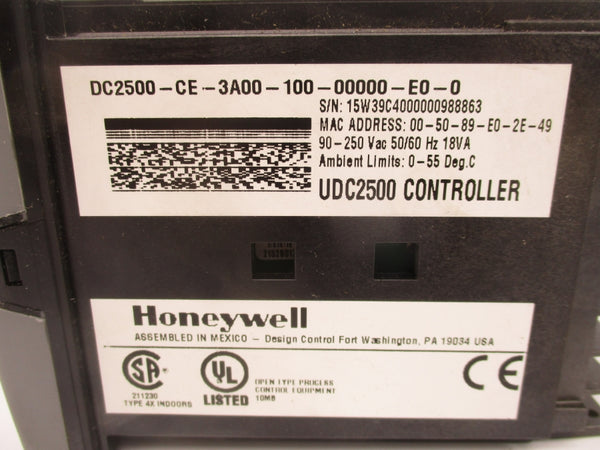 DC2500-CE-3A00-100-00000-E0-0
S/N: 15W39C4000000988863
MAC ADDRESS: 00-50-89-E0-2E-49
90-250 Vac 50/60 Hz 18VA
Ambient Limits: 0-55 Deg.C
UDC2500 CONTROLLER
Honeywell
ASSEMBLED IN MEXICO - Design Control Fort Washington, PA 19034 USA
SA
211230
TYPE 4X INDOORS
UL
LISTED
OPEN TYPE PROCESS
CONTROL EQUIPMENT
10MB
CE